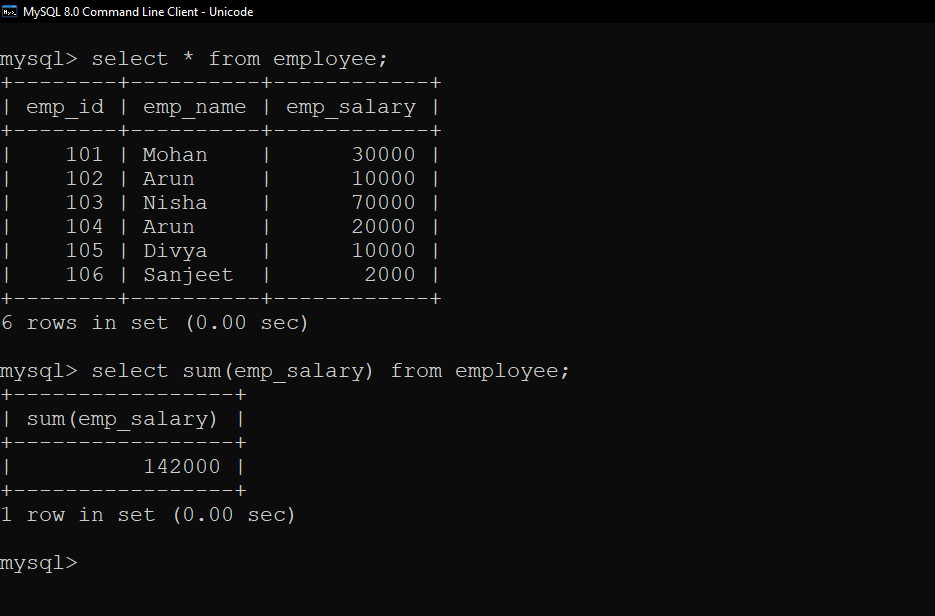 MySQL 8.0 Command Line Client - Unicode
mysql> select * from employee;
+--------+----------+------------+
| emp_id | emp_name | emp_salary |
+--------+----------+------------+
|    101 | Mohan    |      30000 |
|    102 | Arun     |      10000 |
|    103 | Nisha    |      70000 |
|    104 | Arun     |      20000 |
|    105 | Divya    |      10000 |
|    106 | Sanjeet  |       2000 |
+--------+----------+------------+
6 rows in set (0.00 sec)
mysql> select sum(emp_salary) from employee;
+-----------------+
| sum(emp_salary) |
+-----------------+
|          142000 |
+-----------------+
1 row in set (0.00 sec)
mysql>